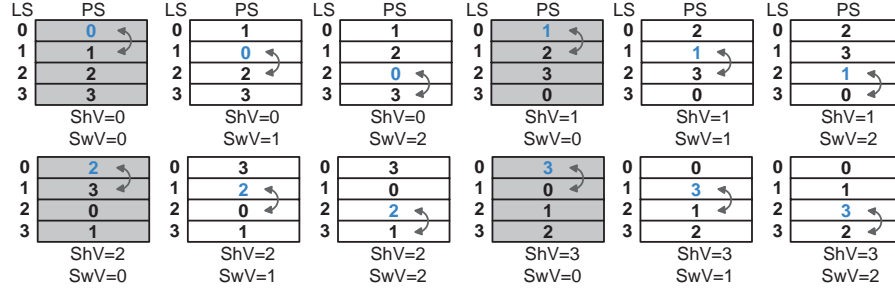 LS PS LS PS LS PS LS PS LS PS LS PS
0 0 0 1 0 1 0 1 0 2 0 2
1 1 1 0 1 2 1 2 1 1 1 3
2 2 2 2 2 0 2 3 2 3 2 1
3 3 3 3 3 3 3 0 3 0 3 0
ShV=0 ShV=0 ShV=0 ShV=1 ShV=1 ShV=1
SwV=0 SwV=1 SwV=2 SwV=0 SwV=1 SwV=2
0 2 0 3 0 3 0 3 0 0 0 0
1 3 1 2 1 0 1 0 1 3 1 1
2 0 2 0 2 2 2 1 2 1 2 3
3 1 3 1 3 1 3 2 3 2 3 2
ShV=2 ShV=2 ShV=2 ShV=3 ShV=3 ShV=3
SwV=0 SwV=1 SwV=2 SwV=0 SwV=1 SwV=2